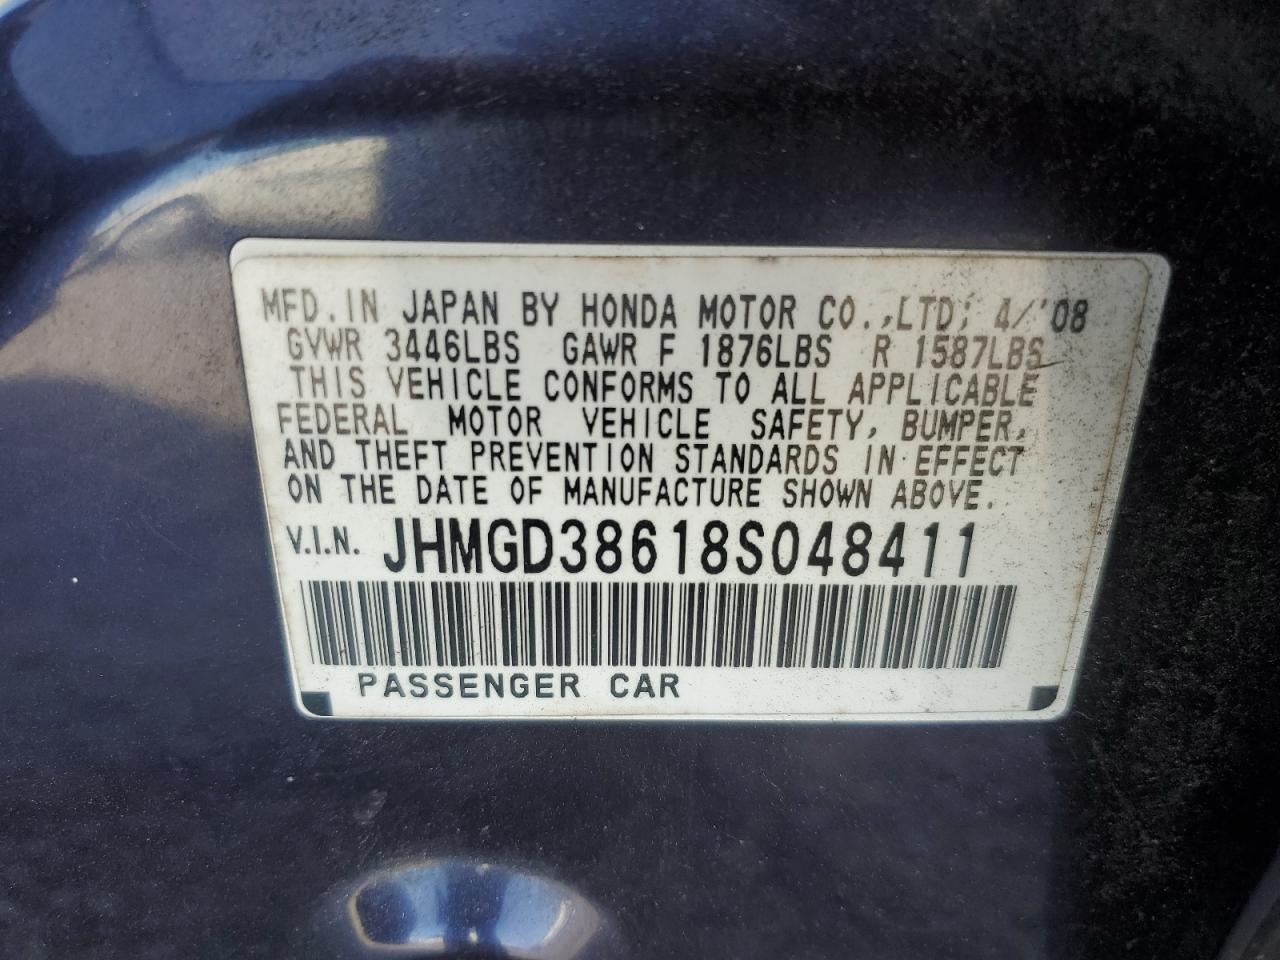 MFD. IN JAPAN BY HONDA MOTOR CO.,LTD; 4/'08
GVWR 3446LBS GAWR F 1876LBS R 1587LBS
THIS VEHICLE CONFORMS TO ALL APPLICABLE
FEDERAL MOTOR VEHICLE SAFETY, BUMPER,
AND THEFT PREVENTION STANDARDS IN EFFECT
ON THE DATE OF MANUFACTURE SHOWN ABOVE.
V.I.N. JHMGD38618S048411
PASSENGER CAR